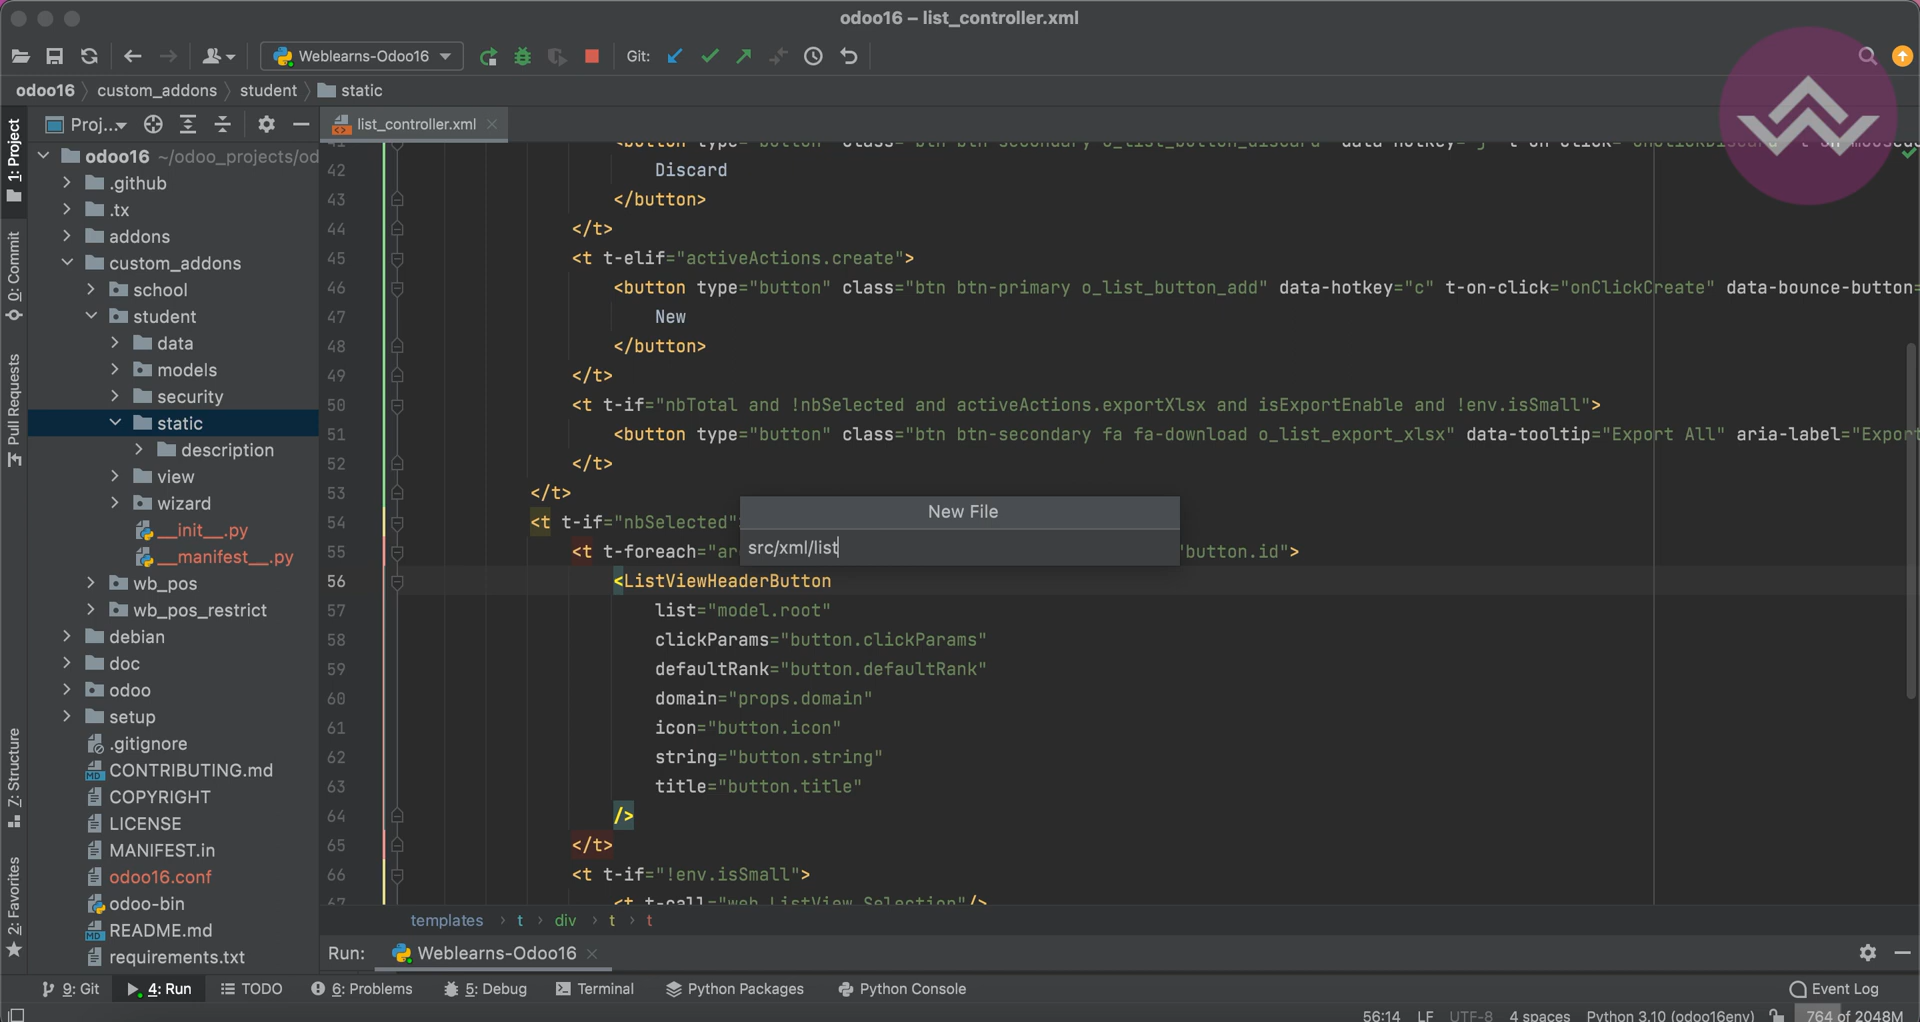 odoo16 – list_controller.xml
Weblearns-Odoo16
Git:
odoo16 custom_addons student static
Proj...
list_controller.xml
1: Project
0: Commit
Pull Requests
7: Structure
2: Favorites
odoo16 ~/odoo_projects/od
.github
.tx
addons
custom_addons
school
student
data
models
security
static
description
view
wizard
__init__.py
__manifest__.py
wb_pos
wb_pos_restrict
debian
doc
odoo
setup
.gitignore
CONTRIBUTING.md
COPYRIGHT
LICENSE
MANIFEST.in
odoo16.conf
odoo-bin
README.md
requirements.txt
42 Discard
43 </button>
44 </t>
45 <t t-elif="activeActions.create">
46 <button type="button" class="btn btn-primary o_list_button_add" data-hotkey="c" t-on-click="onClickCreate" data-bounce-button=
47 New
48 </button>
49 </t>
50 <t t-if="nbTotal and !nbSelected and activeActions.exportXlsx and isExportEnable and !env.isSmall">
51 <button type="button" class="btn btn-secondary fa fa-download o_list_export_xlsx" data-tooltip="Export All" aria-label="Export
52 </t>
53 </t>
54 <t t-if="nbSelected"
55 <t t-foreach="ar 'button.id">
56 <ListViewHeaderButton
57 list="model.root"
58 clickParams="button.clickParams"
59 defaultRank="button.defaultRank"
60 domain="props.domain"
61 icon="button.icon"
62 string="button.string"
63 title="button.title"
64 />
65 </t>
66 <t t-if="!env.isSmall">
67 <t t-call="web.ListView.Selection"/>
New File
src/xml/list
templates t div t t
Run: Weblearns-Odoo16
9: Git 4: Run TODO 6: Problems 5: Debug Terminal Python Packages Python Console Event Log
56:14 LF UTF-8 4 spaces Python 3.10 (odoo16env) 764 of 2048M